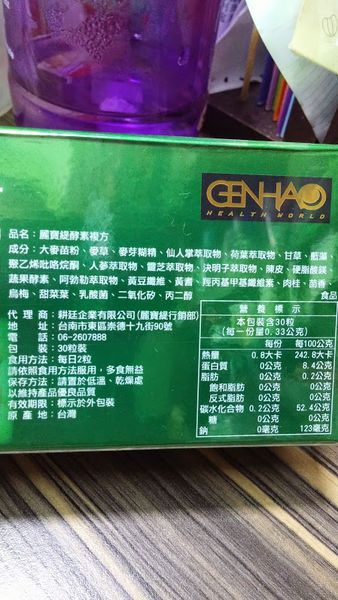 GENHAO
HEALTH WORLD
品名：麗寶緹酵素複方
成分：大麥苗粉、麥草、麥芽糊精、仙人掌萃取物、荷葉萃取物、甘草、藍藻、
聚乙烯吡咯烷酮、人蔘萃取物、靈芝萃取物、決明子萃取物、陳皮、硬脂酸鎂、
蔬果酵素、阿勃勒萃取物、黃豆纖維、黃耆、羥丙基甲基纖維素、肉桂、茴香、
烏梅、甜菜葉、乳酸菌、二氧化矽、丙二醇
食品
代理商：耕廷企業有限公司(麗寶緹行銷部)
地　址：台南市東區崇德十九街90號
電　話：06-2607888
包　裝：30粒裝
食用方法：每日2粒
請依照食用方法服用，多食無益
保存方法：請置於低溫、乾燥處
以維持產品優良品質
有效期限：標示於外包裝
原產地：台灣
營養標示
本包裝含30粒
(每一份量0.33公克)
每份 每100公克
熱量 0.8大卡 242.8大卡
蛋白質 0公克 8.4公克
脂肪 0公克 0.2公克
飽和脂肪 0公克 0公克
反式脂肪 0公克 0公克
碳水化合物 0.2公克 52.4公克
糖 0公克 0公克
鈉 0毫克 123毫克